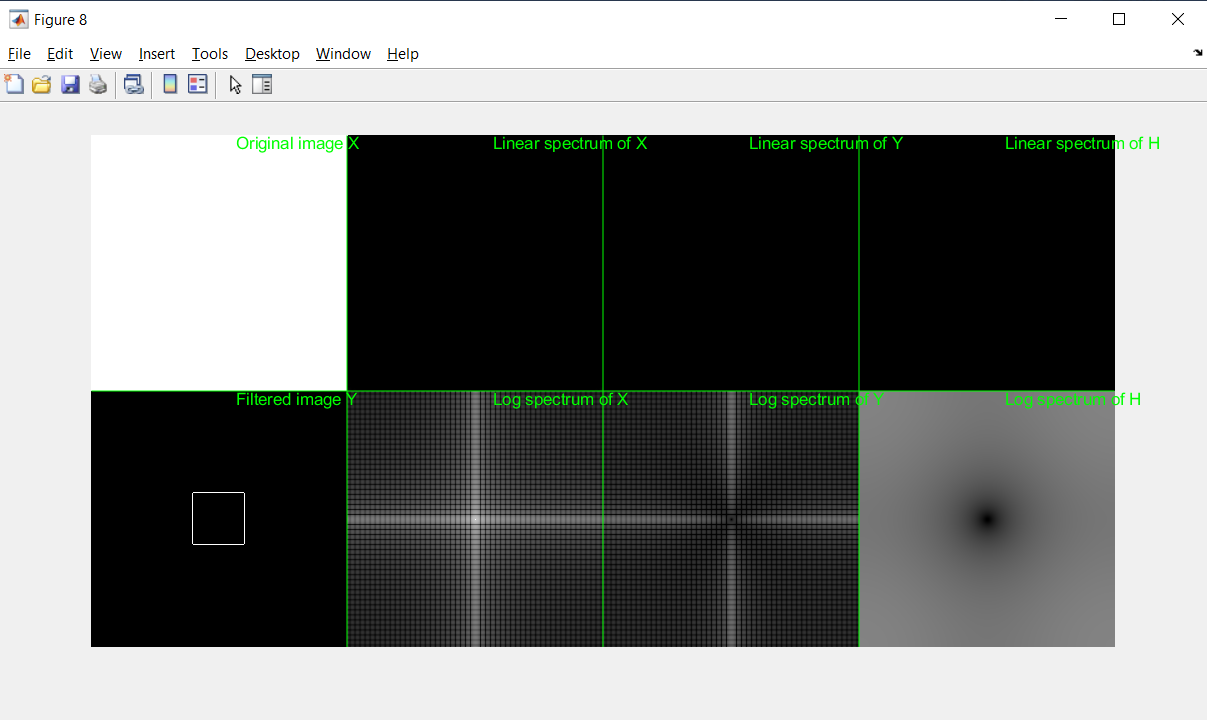 Figure 8
File Edit View Insert Tools Desktop Window Help
Original image X Linear spectrum of X Linear spectrum of Y Linear spectrum of H
Filtered image Y Log spectrum of X Log spectrum of Y Log spectrum of H